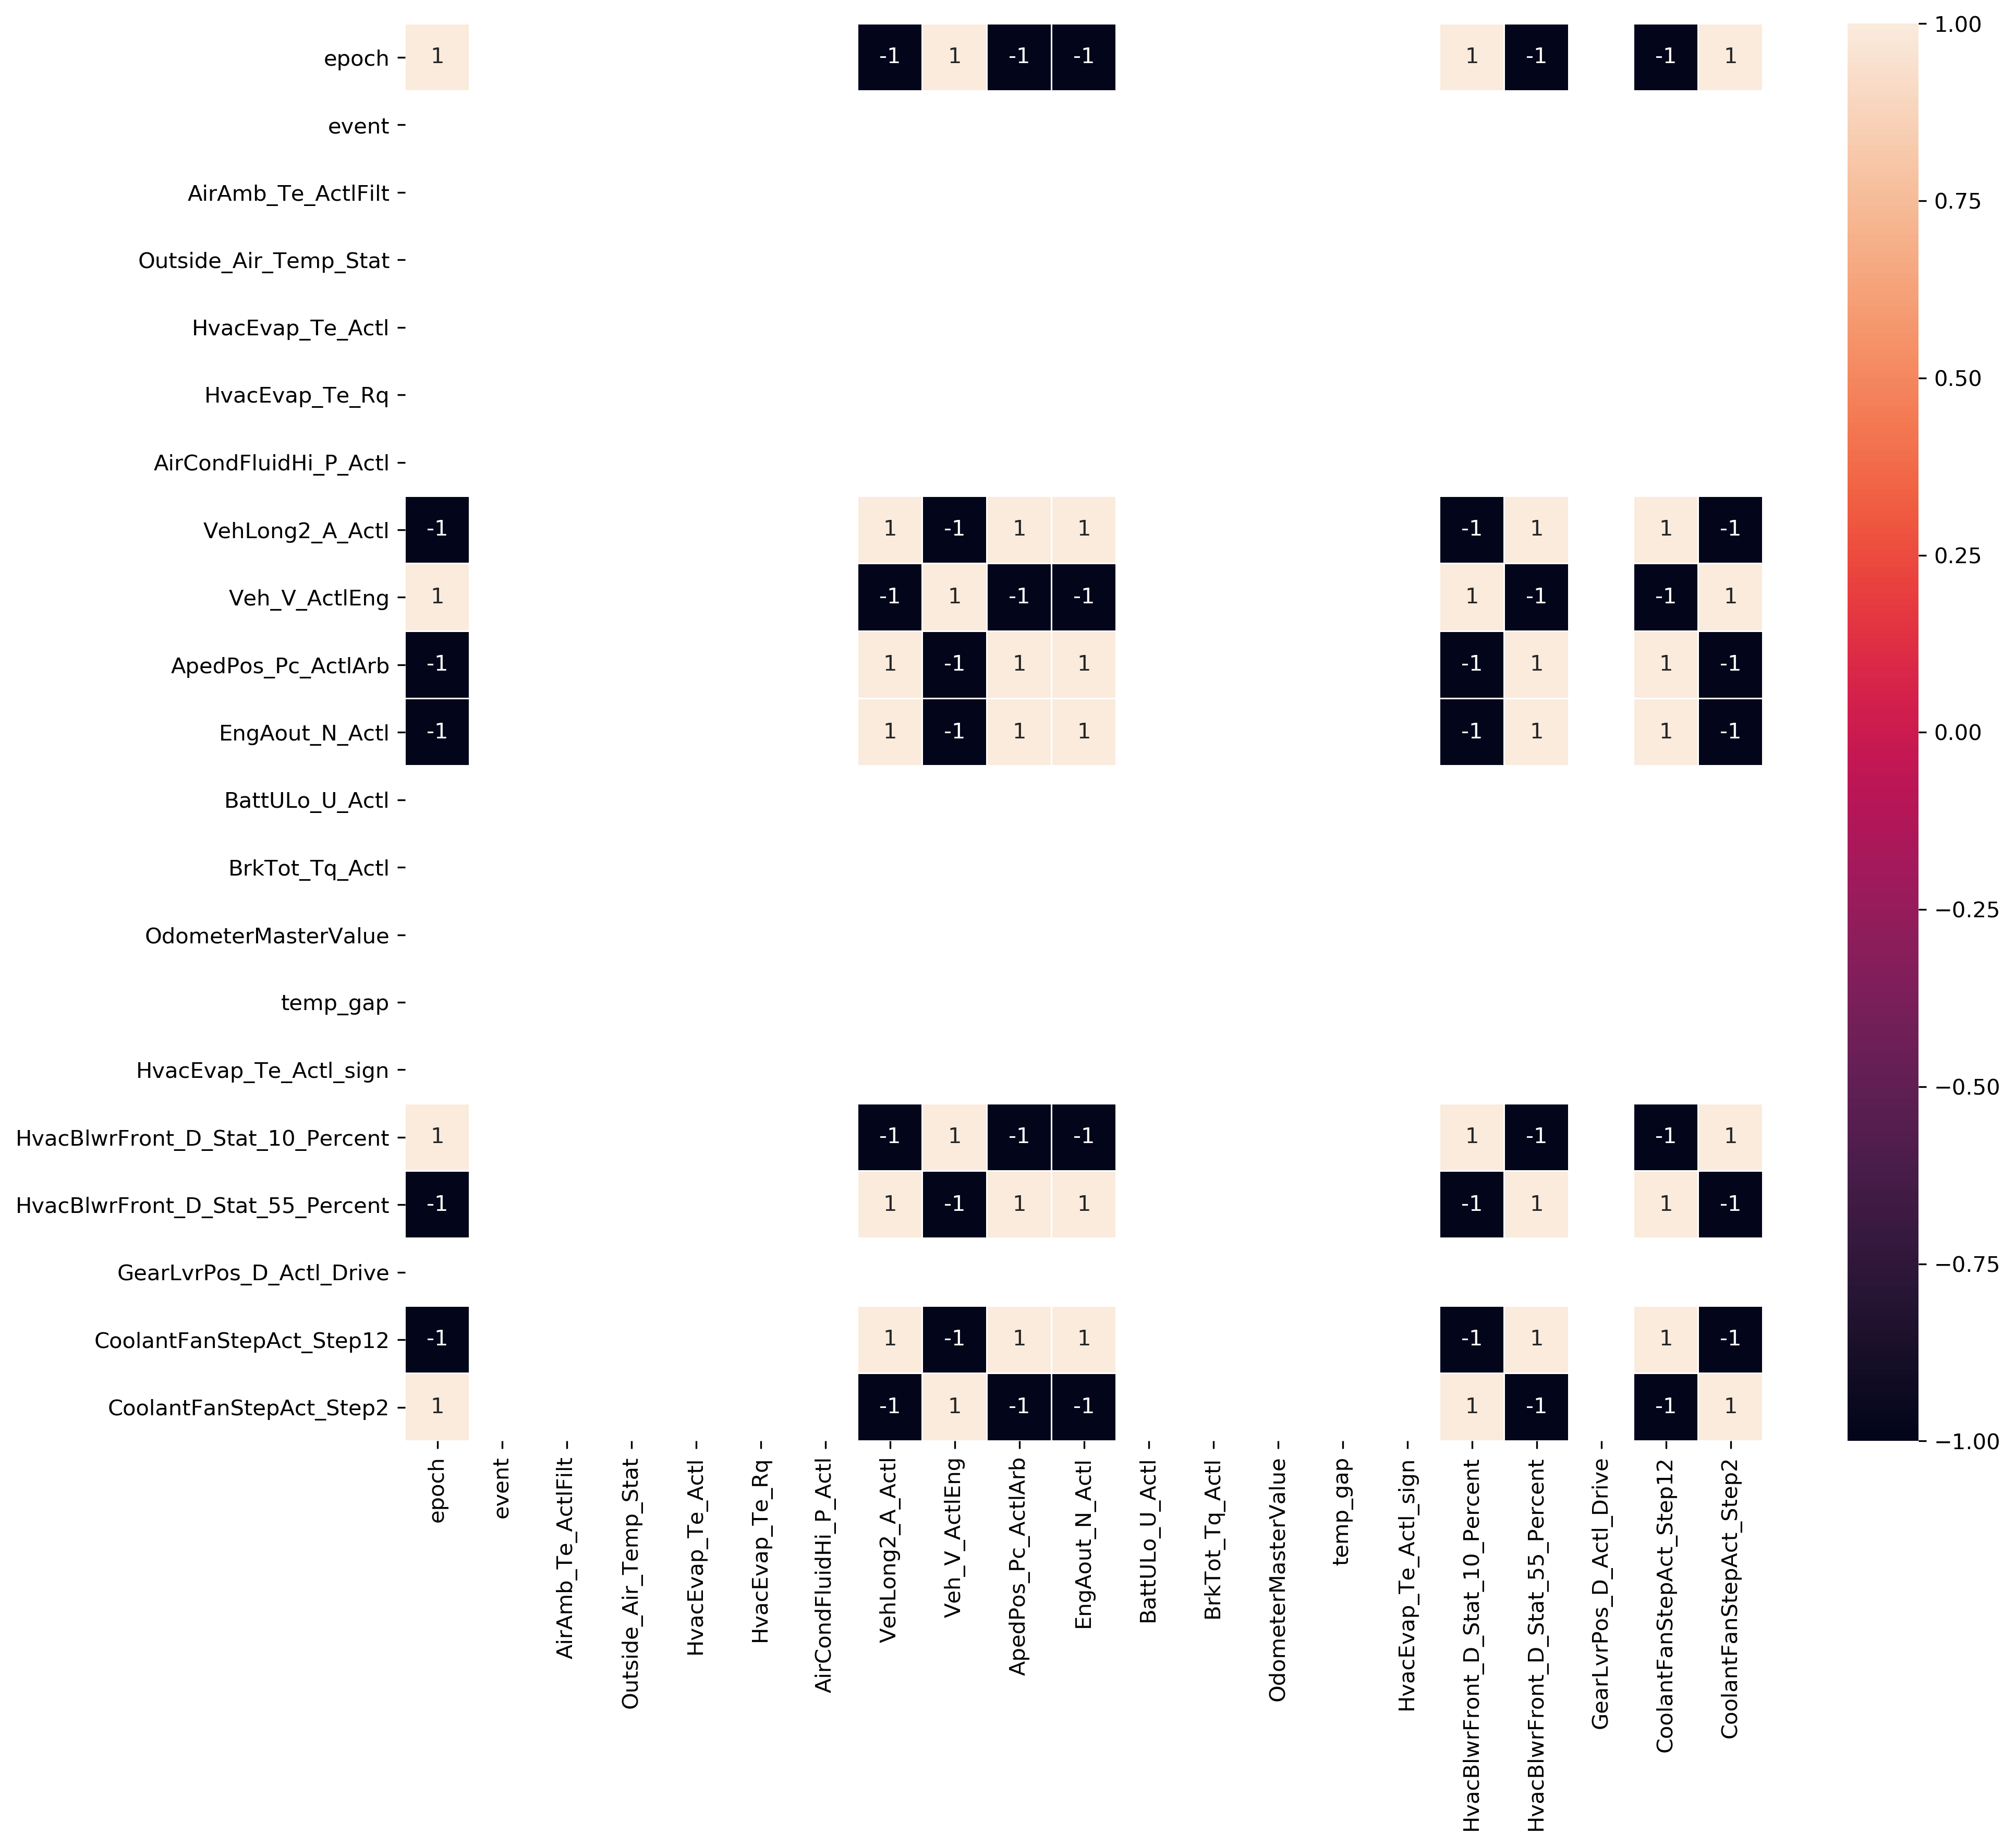 epoch 1 -1 1 -1 -1 1 -1 -1 1
event
AirAmb_Te_ActlFilt
Outside_Air_Temp_Stat
HvacEvap_Te_Actl
HvacEvap_Te_Rq
AirCondFluidHi_P_Actl
VehLong2_A_Actl -1 1 -1 1 1 -1 1 1 -1
Veh_V_ActlEng 1 -1 1 -1 -1 1 -1 -1 1
ApedPos_Pc_ActlArb -1 1 -1 1 1 -1 1 1 -1
EngAout_N_Actl -1 1 -1 1 1 -1 1 1 -1
BattULo_U_Actl
BrkTot_Tq_Actl
OdometerMasterValue
temp_gap
HvacEvap_Te_Actl_sign
HvacBlwrFront_D_Stat_10_Percent 1 -1 1 -1 -1 1 -1 -1 1
HvacBlwrFront_D_Stat_55_Percent -1 1 -1 1 1 -1 1 1 -1
GearLvrPos_D_Actl_Drive
CoolantFanStepAct_Step12 -1 1 -1 1 1 -1 1 1 -1
CoolantFanStepAct_Step2 1 -1 1 -1 -1 1 -1 -1 1
epoch
event
AirAmb_Te_ActlFilt
Outside_Air_Temp_Stat
HvacEvap_Te_Actl
HvacEvap_Te_Rq
AirCondFluidHi_P_Actl
VehLong2_A_Actl
Veh_V_ActlEng
ApedPos_Pc_ActlArb
EngAout_N_Actl
BattULo_U_Actl
BrkTot_Tq_Actl
OdometerMasterValue
temp_gap
HvacEvap_Te_Actl_sign
HvacBlwrFront_D_Stat_10_Percent
HvacBlwrFront_D_Stat_55_Percent
GearLvrPos_D_Actl_Drive
CoolantFanStepAct_Step12
CoolantFanStepAct_Step2
1.00
0.75
0.50
0.25
0.00
−0.25
−0.50
−0.75
−1.00